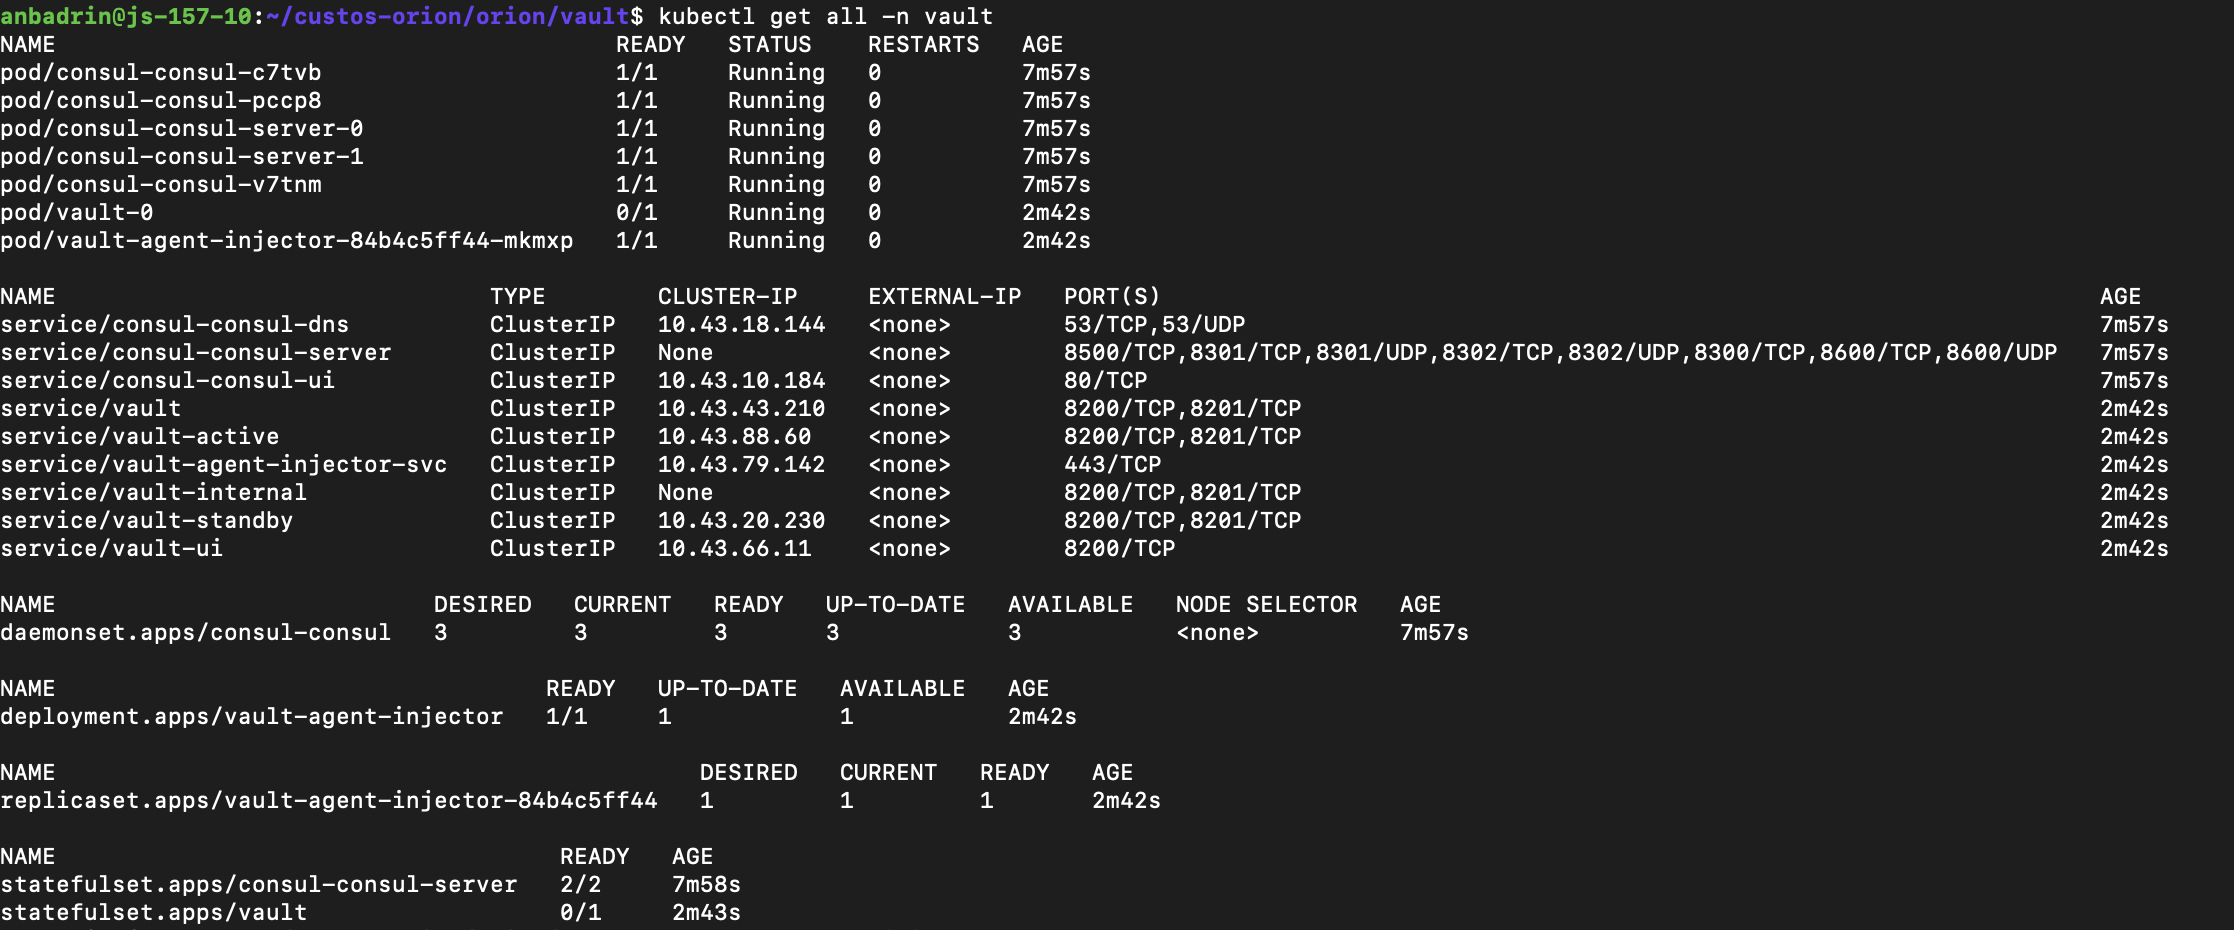 anbadrin@js-157-10:~/custos-orion/orion/vault$ kubectl get all -n vault
NAME                                        READY   STATUS    RESTARTS   AGE
pod/consul-consul-c7tvb                     1/1     Running   0          7m57s
pod/consul-consul-pccp8                     1/1     Running   0          7m57s
pod/consul-consul-server-0                  1/1     Running   0          7m57s
pod/consul-consul-server-1                  1/1     Running   0          7m57s
pod/consul-consul-v7tnm                     1/1     Running   0          7m57s
pod/vault-0                                 0/1     Running   0          2m42s
pod/vault-agent-injector-84b4c5ff44-mkmxp   1/1     Running   0          2m42s
NAME                               TYPE        CLUSTER-IP     EXTERNAL-IP   PORT(S)                                                                   AGE
service/consul-consul-dns          ClusterIP   10.43.18.144   <none>        53/TCP,53/UDP                                                             7m57s
service/consul-consul-server       ClusterIP   None           <none>        8500/TCP,8301/TCP,8301/UDP,8302/TCP,8302/UDP,8300/TCP,8600/TCP,8600/UDP   7m57s
service/consul-consul-ui           ClusterIP   10.43.10.184   <none>        80/TCP                                                                    7m57s
service/vault                      ClusterIP   10.43.43.210   <none>        8200/TCP,8201/TCP                                                         2m42s
service/vault-active               ClusterIP   10.43.88.60    <none>        8200/TCP,8201/TCP                                                         2m42s
service/vault-agent-injector-svc   ClusterIP   10.43.79.142   <none>        443/TCP                                                                   2m42s
service/vault-internal             ClusterIP   None           <none>        8200/TCP,8201/TCP                                                         2m42s
service/vault-standby              ClusterIP   10.43.20.230   <none>        8200/TCP,8201/TCP                                                         2m42s
service/vault-ui                   ClusterIP   10.43.66.11    <none>        8200/TCP                                                                  2m42s
NAME                           DESIRED   CURRENT   READY   UP-TO-DATE   AVAILABLE   NODE SELECTOR   AGE
daemonset.apps/consul-consul   3         3         3       3            3           <none>          7m57s
NAME                                   READY   UP-TO-DATE   AVAILABLE   AGE
deployment.apps/vault-agent-injector   1/1     1            1           2m42s
NAME                                              DESIRED   CURRENT   READY   AGE
replicaset.apps/vault-agent-injector-84b4c5ff44   1         1         1       2m42s
NAME                                    READY   AGE
statefulset.apps/consul-consul-server   2/2     7m58s
statefulset.apps/vault                  0/1     2m43s